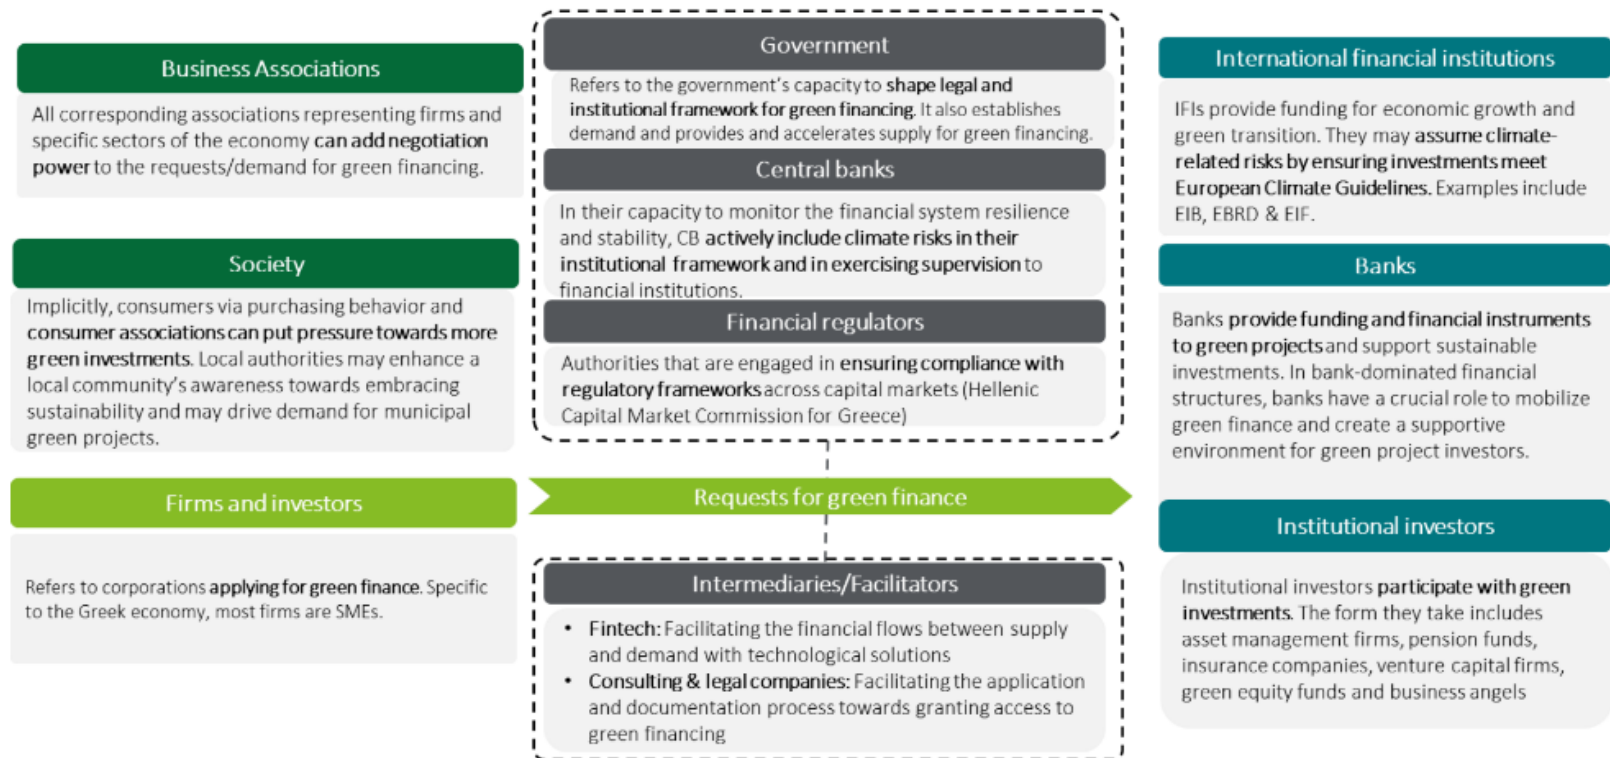 Business Associations
All corresponding associations representing firms and
specific sectors of the economy can add negotiation
power to the requests/demand for green financing.
Society
Implicitly, consumers via purchasing behavior and
consumer associations can put pressure towards more
green investments. Local authorities may enhance a
local community's awareness towards embracing
sustainability and may drive demand for municipal
green projects.
Firms and investors
Refers to corporations applying for green finance. Specific
to the Greek economy, most firms are SMEs.
Government
Refers to the government's capacity to shape legal and
institutional framework for green financing. It also establishes
demand and provides and accelerates supply for green financing.
Central banks
In their capacity to monitor the financial system resilience
and stability, CB actively include climate risks in their
institutional framework and in exercising supervision to
financial institutions.
Financial regulators
Authorities that are engaged in ensuring compliance with
regulatory frameworks across capital markets (Hellenic
Capital Market Commission for Greece)
Requests for green finance
Intermediaries/Facilitators
• Fintech: Facilitating the financial flows between supply
and demand with technological solutions
• Consulting & legal companies: Facilitating the application
and documentation process towards granting access to
green financing
International financial institutions
IFIs provide funding for economic growth and
green transition. They may assume climate-
related risks by ensuring investments meet
European Climate Guidelines. Examples include
EIB, EBRD & EIF.
Banks
Banks provide funding and financial instruments
to green projects and support sustainable
investments. In bank-dominated financial
structures, banks have a crucial role to mobilize
green finance and create a supportive
environment for green project investors.
Institutional investors
Institutional investors participate with green
investments. The form they take includes
asset management firms, pension funds,
insurance companies, venture capital firms,
green equity funds and business angels